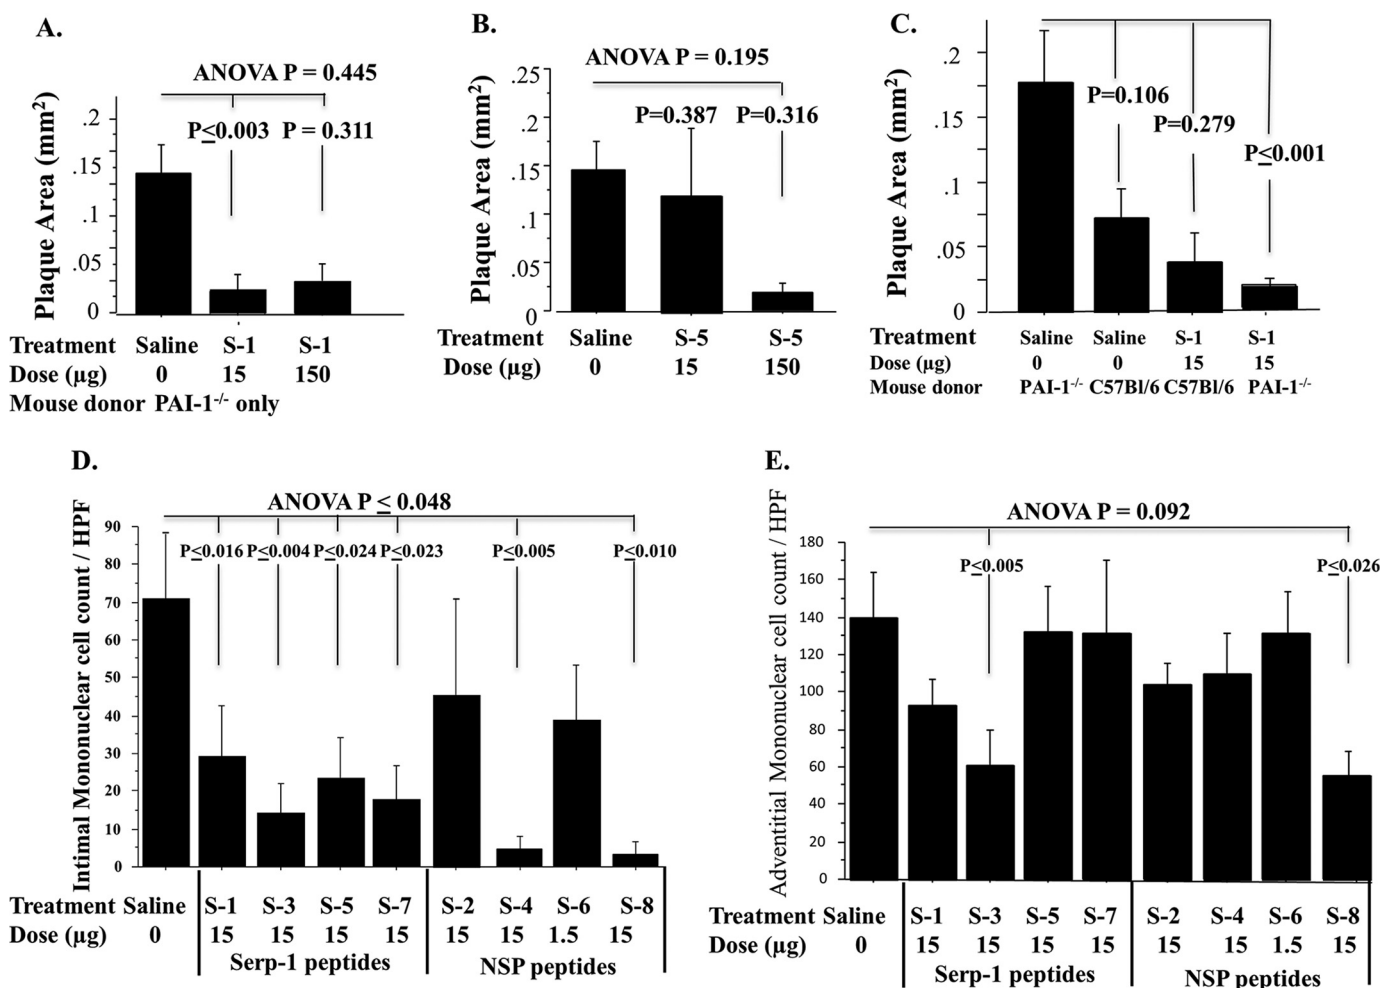 A.
ANOVA P = 0.445
P≤0.003 P = 0.311
Plaque Area (mm²)
.2
.15
.1
.05
0
Treatment Saline S-1 S-1
Dose (µg) 0 15 150
Mouse donor PAI-1-/- only
B.
ANOVA P = 0.195
P=0.387 P=0.316
Plaque Area (mm²)
.25
.2
.15
.1
.05
0
Treatment Saline S-5 S-5
Dose (µg) 0 15 150
C.
P=0.106
P=0.279
P≤0.001
Plaque Area (mm²)
.2
.15
.1
.05
0
Treatment Saline Saline S-1 S-1
Dose (µg) 0 0 15 15
Mouse donor PAI-1-/- C57Bl/6 C57Bl/6 PAI-1-/-
D.
ANOVA P ≤ 0.048
P≤0.016 P≤0.004 P≤0.024 P≤0.023 P≤0.005 P≤0.010
Intimal Mononuclear cell count / HPF
90
80
70
60
50
40
30
20
10
0
Treatment Saline S-1 S-3 S-5 S-7 S-2 S-4 S-6 S-8
Dose (µg) 0 15 15 15 15 15 15 1.5 15
Serp-1 peptides NSP peptides
E.
ANOVA P = 0.092
P≤0.005 P≤0.026
Adventitial Mononuclear cell count / HPF
180
160
140
120
100
80
60
40
20
0
Treatment Saline S-1 S-3 S-5 S-7 S-2 S-4 S-6 S-8
Dose (µg) 0 15 15 15 15 15 15 1.5 15
Serp-1 peptides NSP peptides